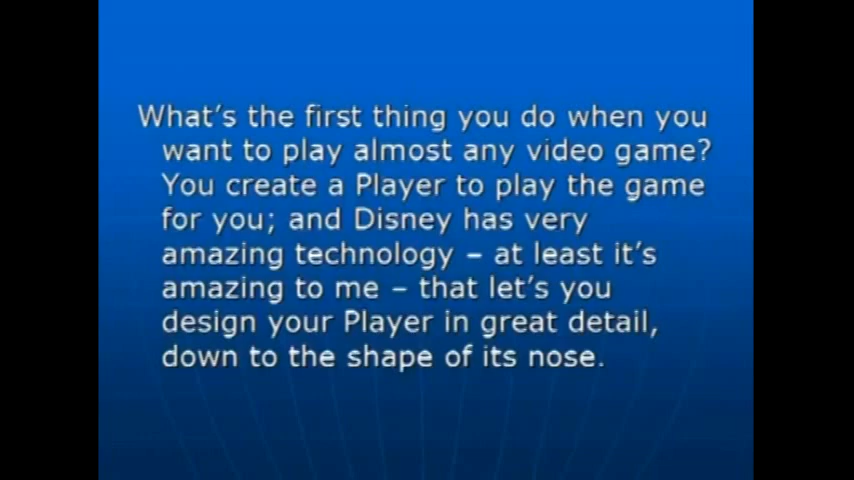 What's the first thing you do when you
want to play almost any video game?
You create a Player to play the game
for you; and Disney has very
amazing technology – at least it's
amazing to me – that let's you
design your Player in great detail,
down to the shape of its nose.